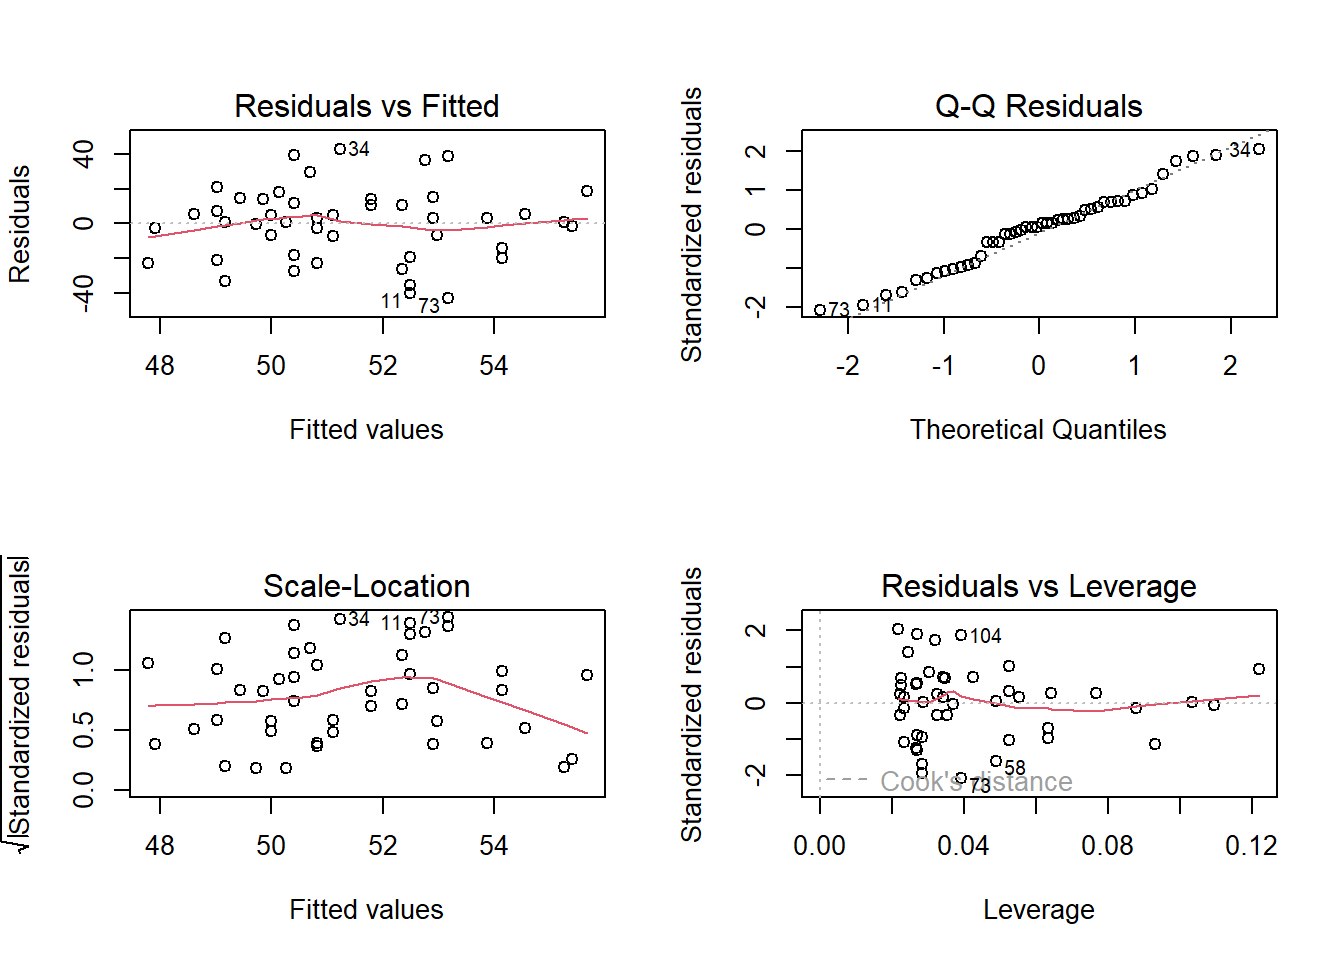 Residuals vs Fitted
Residuals
40
0
-40
34
11
73
48 50 52 54
Fitted values
Q-Q Residuals
Standardized residuals
2
1
0
-2
34
73
11
-2 -1 0 1 2
Theoretical Quantiles
Scale-Location
√|Standardized residuals|
1.0
0.5
0.0
34
11
73
48 50 52 54
Fitted values
Residuals vs Leverage
Standardized residuals
2
0
-2
104
58
Cook's distance
73
0.00 0.04 0.08 0.12
Leverage